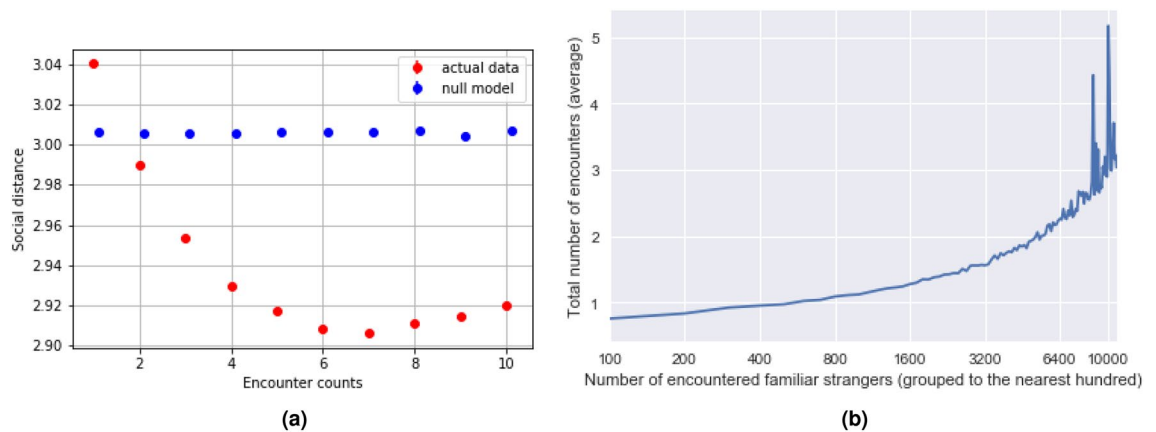 3.04
3.02
3.00
2.98
2.96
2.94
2.92
2.90
Social distance
actual data
null model
2 4 6 8 10
Encounter counts
(a)
5
4
3
2
1
Total number of encounters (average)
100 200 400 800 1600 3200 6400 10000
Number of encountered familiar strangers (grouped to the nearest hundred)
(b)